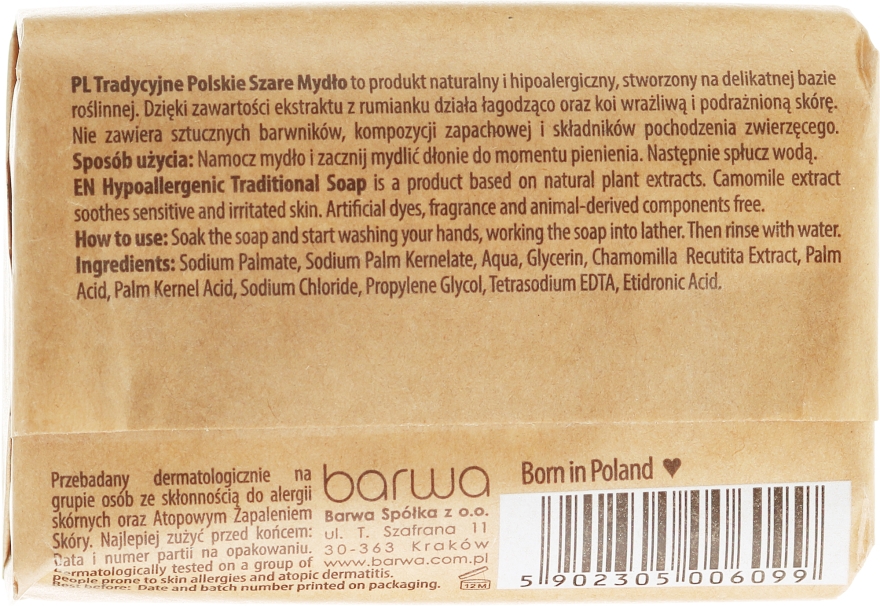 PL Tradycyjne Polskie Szare Mydło to produkt naturalny i hipoalergiczny, stworzony na delikatnej bazie
roślinnej. Dzięki zawartości ekstraktu z rumianku działa łagodząco oraz koi wrażliwą i podrażnioną skórę.
Nie zawiera sztucznych barwników, kompozycji zapachowej i składników pochodzenia zwierzęcego.
Sposób użycia: Namocz mydło i zacznij mydlić dłonie do momentu pienienia. Następnie spłucz wodą.
EN Hypoallergenic Traditional Soap is a product based on natural plant extracts. Camomile extract
soothes sensitive and irritated skin. Artificial dyes, fragrance and animal-derived components free.
How to use: Soak the soap and start washing your hands, working the soap into lather. Then rinse with water.
Ingredients: Sodium Palmate, Sodium Palm Kernelate, Aqua, Glycerin, Chamomilla Recutita Extract, Palm
Acid, Palm Kernel Acid, Sodium Chloride, Propylene Glycol, Tetrasodium EDTA, Etidronic Acid.
Przebadany dermatologicznie na
grupie osób ze skłonnością do alergii
skórnych oraz Atopowym Zapaleniem
Skóry. Najlepiej zużyć przed końcem:
Data i numer partii na opakowaniu.
Dermatologically tested on a group of
people prone to skin allergies and atopic dermatitis.
Best before: Date and batch number printed on packaging.
barwa
Barwa Spółka z o.o.
ul. T. Szafrana 11
30-363 Kraków
www.barwa.com.pl
12M
Born in Poland ♥
5 902305 006099